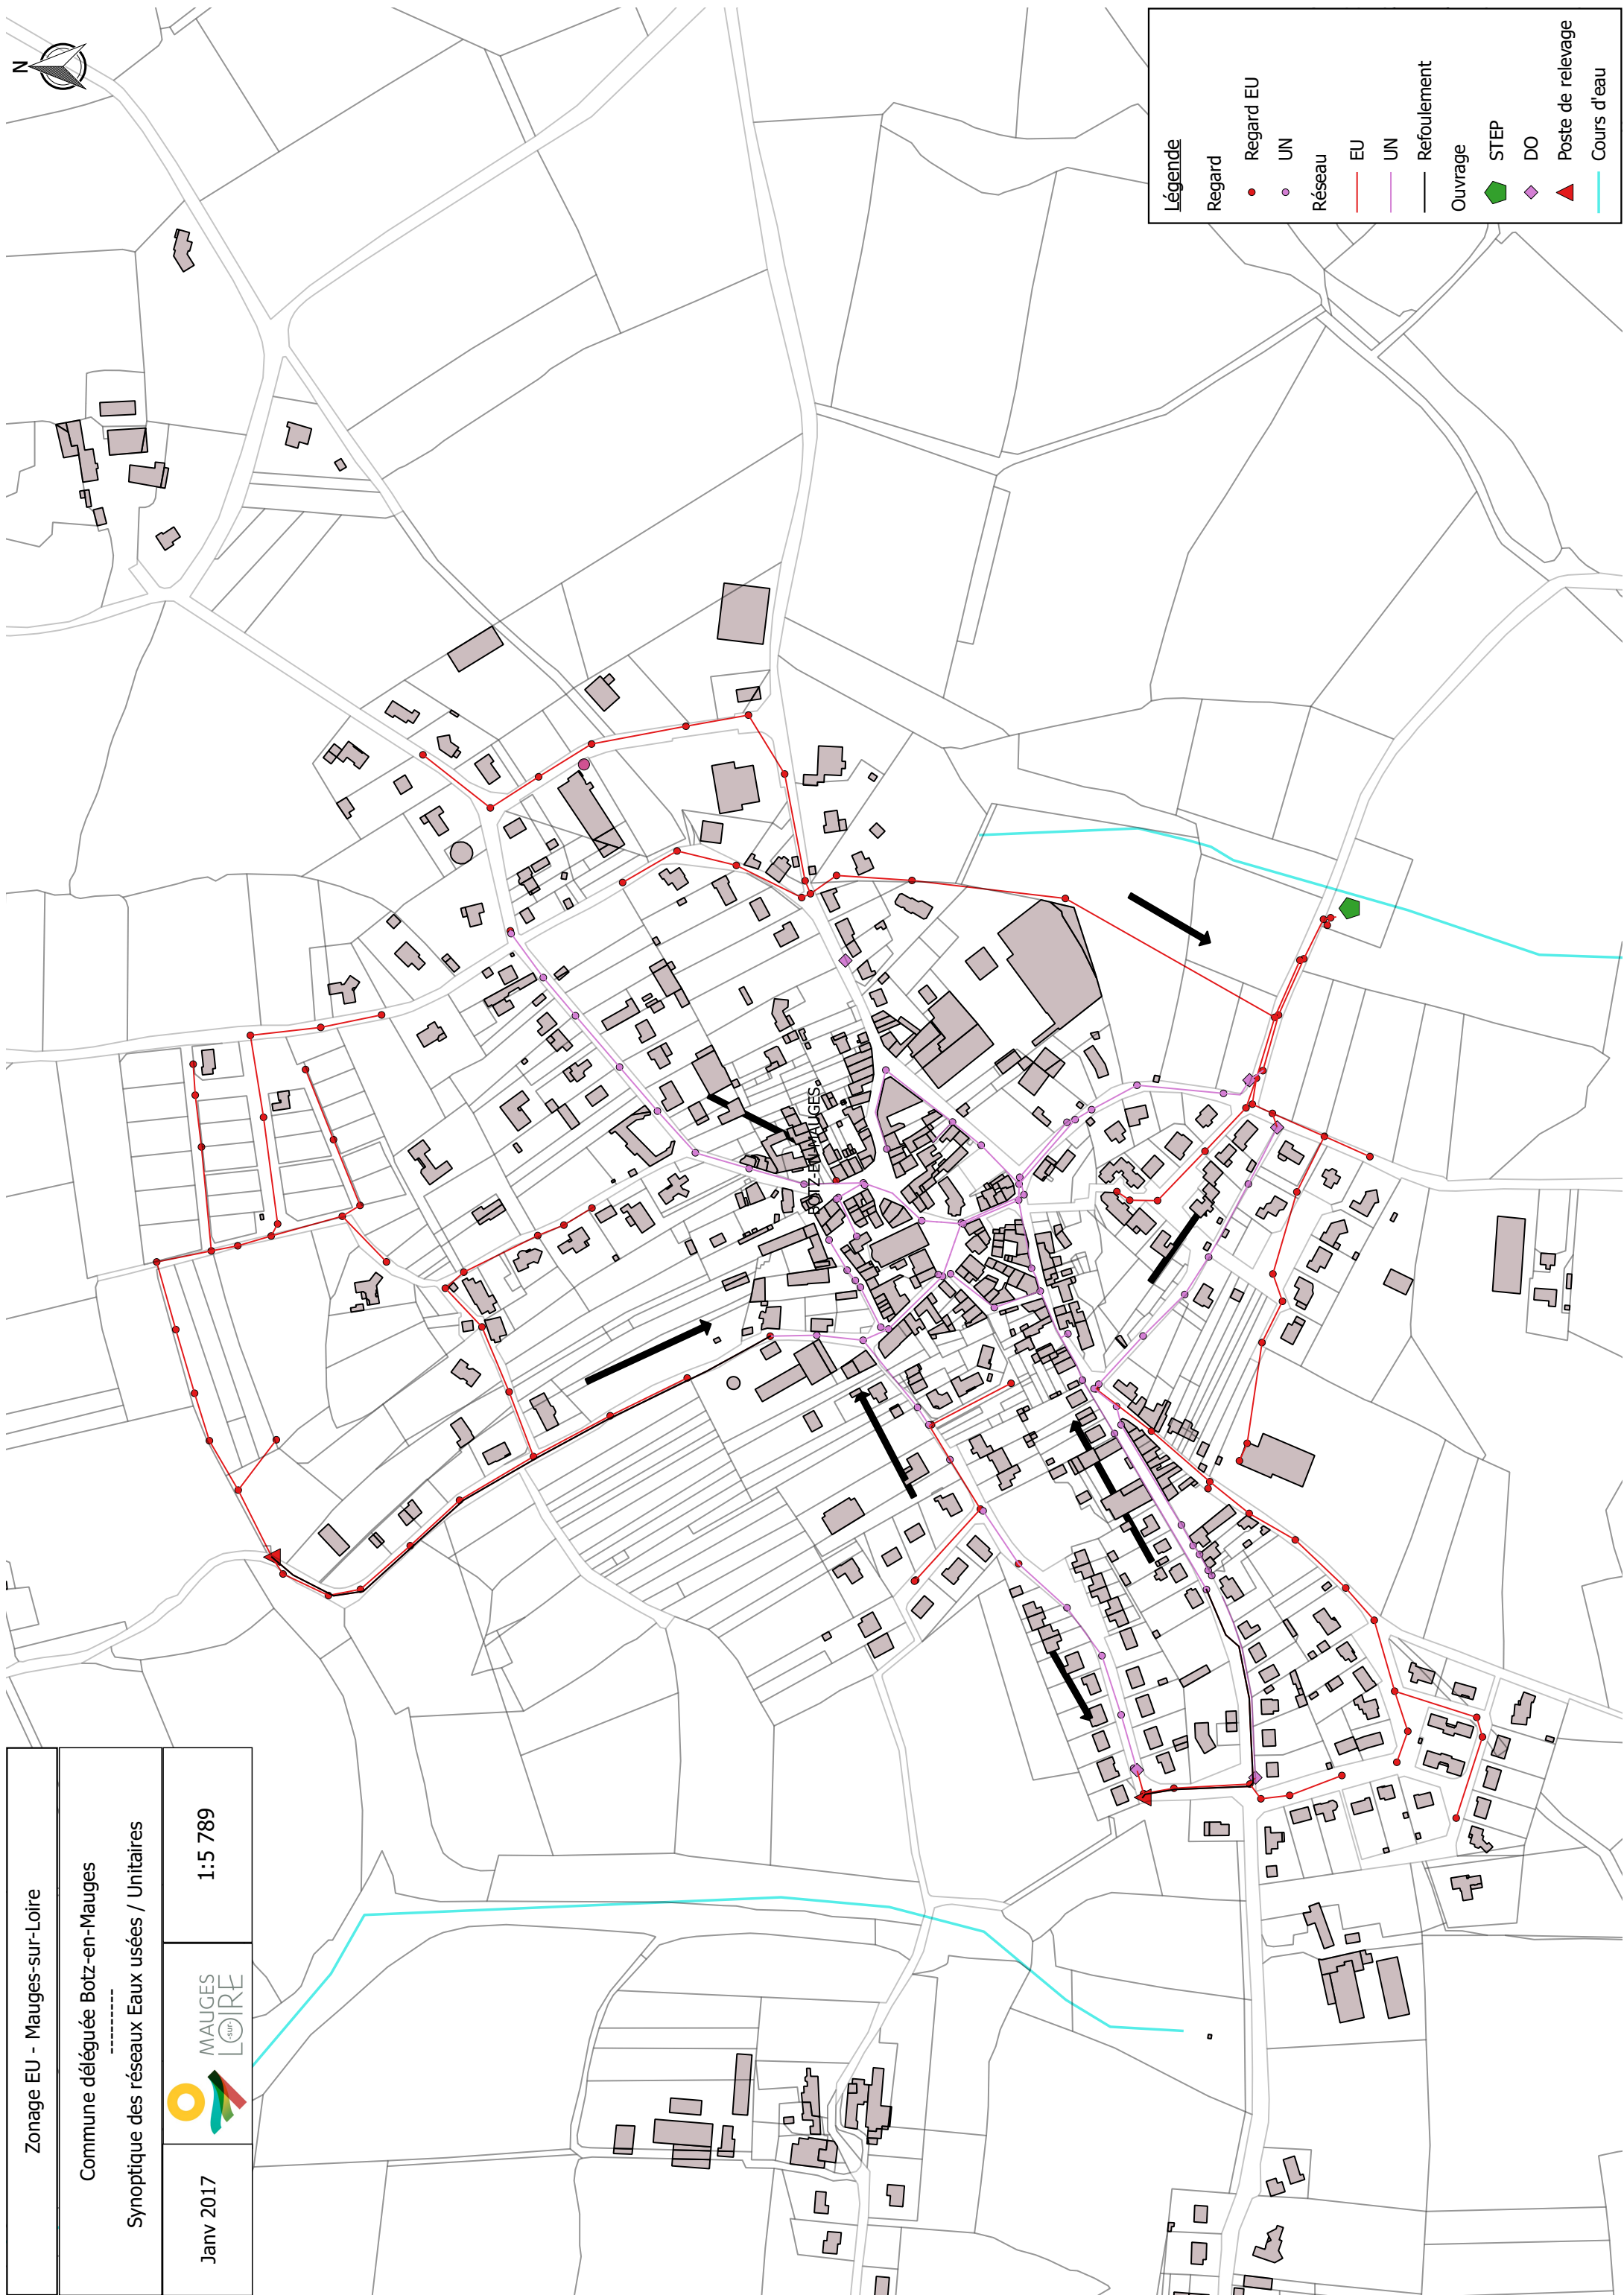 Zonage EU - Mauges-sur-Loire
Commune déléguée Botz-en-Mauges
---------
Synoptique des réseaux Eaux usées / Unitaires
Janv 2017
MAUGES
-sur-
LOIRE
1:5 789
N
BOTZ-EN-MAUGES
Légende
Regard
Regard EU
UN
Réseau
EU
UN
Refoulement
Ouvrage
STEP
DO
Poste de relevage
Cours d'eau